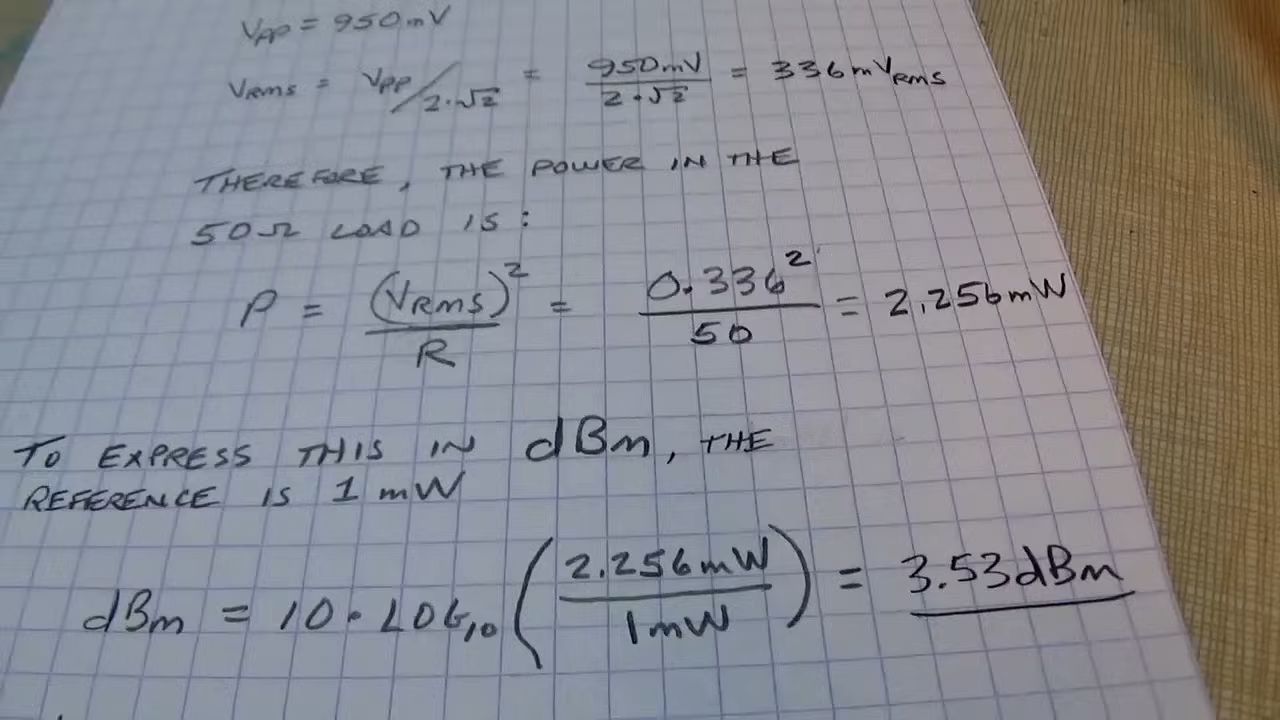 VPP = 950mV
VRMS = VPP/2·√2 = 950mV/2·√2 = 336mVRMS
THEREFORE, THE POWER IN THE
50Ω LOAD IS:
P = (VRMS)²/R = 0.336²/50 = 2.256mW
TO EXPRESS THIS IN dBm, THE
REFERENCE IS 1mW
dBm = 10·LOG₁₀(2.256mW/1mW) = 3.53dBm